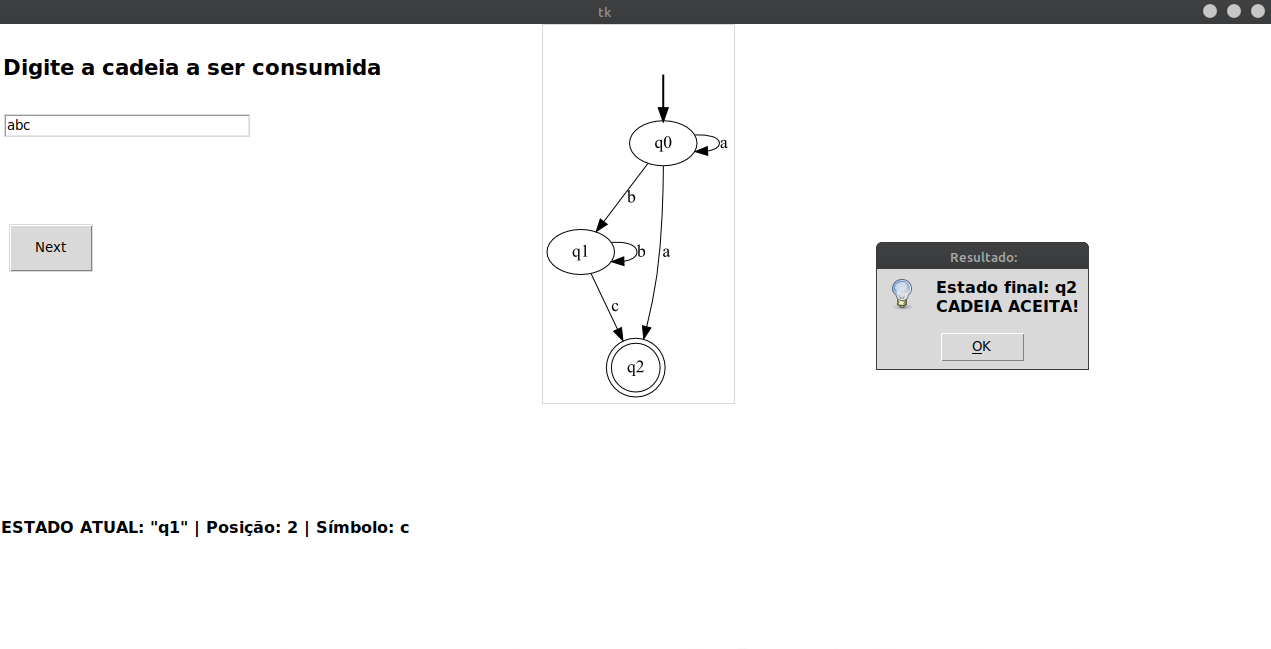 tk
Digite a cadeia a ser consumida
abc
Next
q0
a
b
q1
b
a
c
q2
Resultado:
Estado final: q2
CADEIA ACEITA!
OK
ESTADO ATUAL: "q1" | Posição: 2 | Símbolo: c